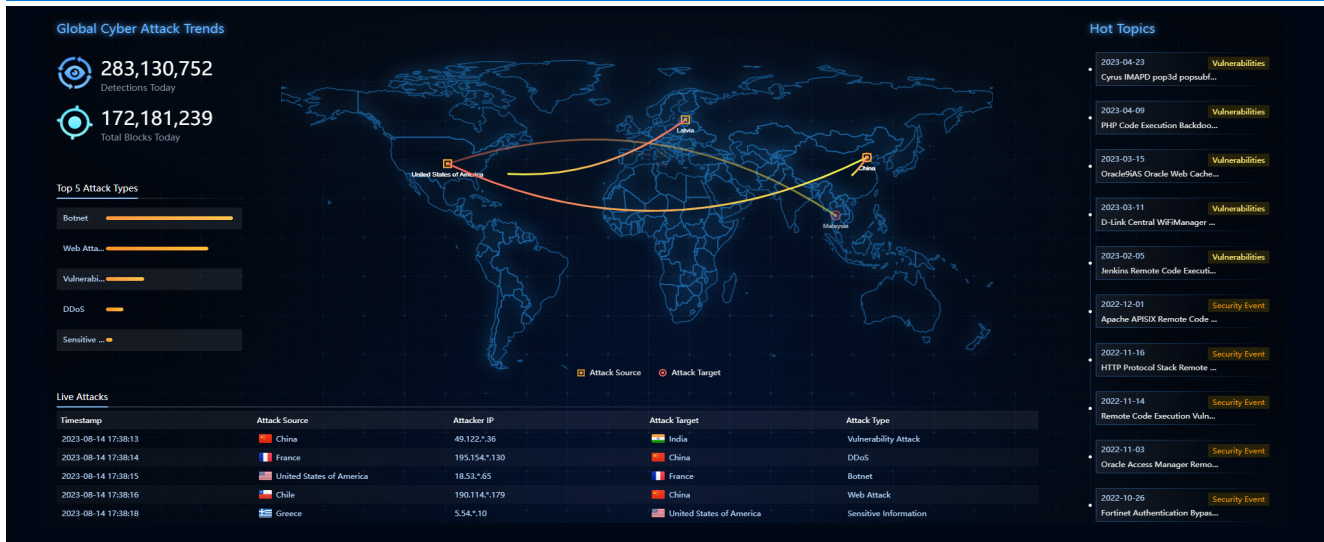 Global Cyber Attack Trends
283,130,752
Detections Today
172,181,239
Total Blocks Today
Top 5 Attack Types
Botnet
Web Atta...
Vulnerabi...
DDoS
Sensitive ...
Latvia
United States of America
China
Malaysia
Attack Source
Attack Target
Live Attacks
Timestamp Attack Source Attacker IP Attack Target Attack Type
2023-08-14 17:38:13 China 49.122.*.36 India Vulnerability Attack
2023-08-14 17:38:14 France 195.154.*.130 China DDoS
2023-08-14 17:38:15 United States of America 18.53.*.65 France Botnet
2023-08-14 17:38:16 Chile 190.114.*.179 China Web Attack
2023-08-14 17:38:18 Greece 5.54.*.10 United States of America Sensitive Information
Hot Topics
2023-04-23 Vulnerabilities
Cyrus IMAPD pop3d popsubf...
2023-04-09 Vulnerabilities
PHP Code Execution Backdoo...
2023-03-15 Vulnerabilities
Oracle9iAS Oracle Web Cache...
2023-03-11 Vulnerabilities
D-Link Central WiFiManager ...
2023-02-05 Vulnerabilities
Jenkins Remote Code Executi...
2022-12-01 Security Event
Apache APISIX Remote Code ...
2022-11-16 Security Event
HTTP Protocol Stack Remote ...
2022-11-14 Security Event
Remote Code Execution Vuln...
2022-11-03 Security Event
Oracle Access Manager Remo...
2022-10-26 Security Event
Fortinet Authentication Bypas...